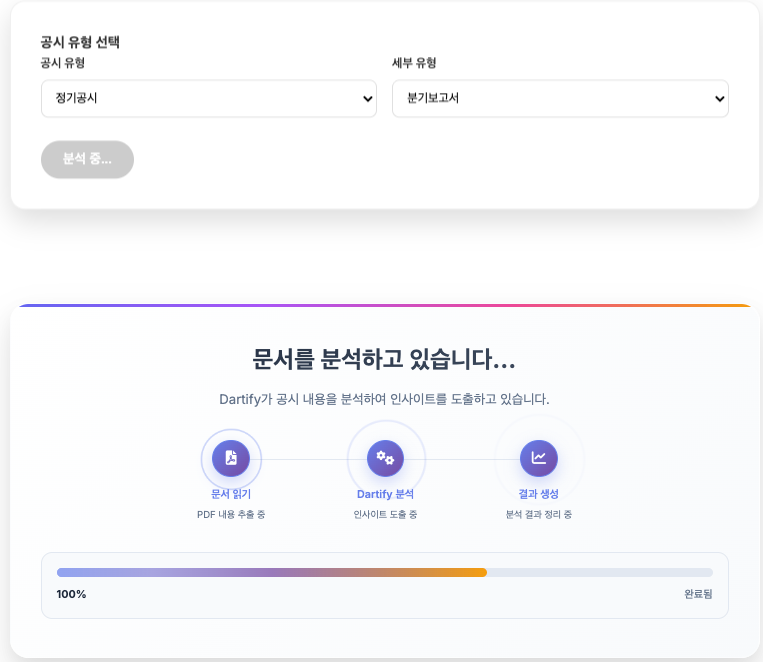 공시 유형 선택
공시 유형
세부 유형
정기공시
분기보고서
분석 중...
문서를 분석하고 있습니다...
Dartify가 공시 내용을 분석하여 인사이트를 도출하고 있습니다.
문서 읽기
PDF 내용 추출 중
Dartify 분석
인사이트 도출 중
결과 생성
분석 결과 정리 중
100%
완료됨